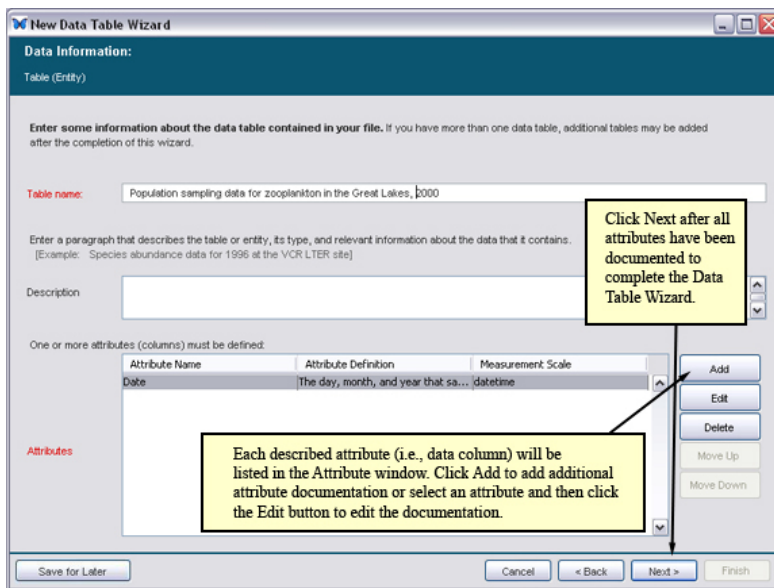 New Data Table Wizard
Data Information:
Table (Entity)
Enter some information about the data table contained in your file. If you have more than one data table, additional tables may be added
after the completion of this wizard.
Table name:
Population sampling data for zooplankton in the Great Lakes, 2000
Click Next after all
attributes have been
documented to
complete the Data
Table Wizard.
Enter a paragraph that describes the table or entity, its type, and relevant information about the data that it contains.
[Example: Species abundance data for 1996 at the VCR LTER site]
Description
One or more attributes (columns) must be defined:
Attribute Name Attribute Definition Measurement Scale
Date The day, month, and year that sa... datetime
Add
Edit
Delete
Move Up
Move Down
Attributes
Each described attribute (i.e., data column) will be
listed in the Attribute window. Click Add to add additional
attribute documentation or select an attribute and then click
the Edit button to edit the documentation.
Save for Later Cancel < Back Next > Finish